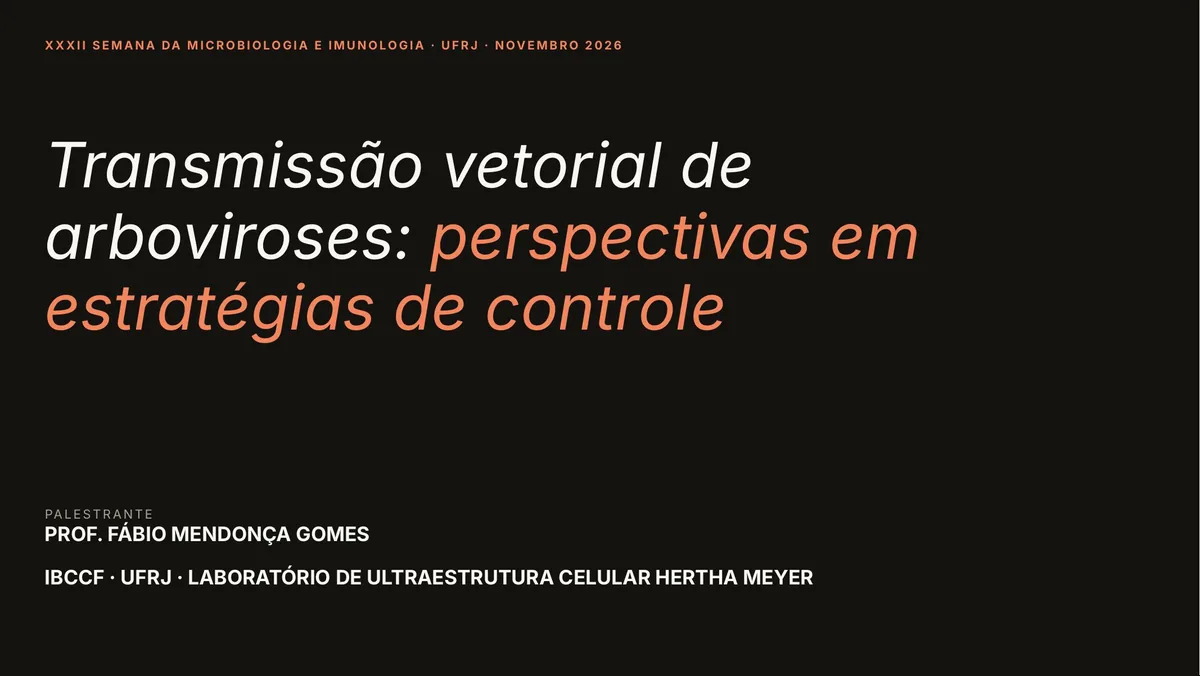 XXXII SEMANA DA MICROBIOLOGIA E IMUNOLOGIA · UFRJ · NOVEMBRO 2026
Transmissão vetorial de
arboviroses: perspectivas em
estratégias de controle
PALESTRANTE
PROF. FÁBIO MENDONÇA GOMES
IBCCF · UFRJ · LABORATÓRIO DE ULTRAESTRUTURA CELULAR HERTHA MEYER